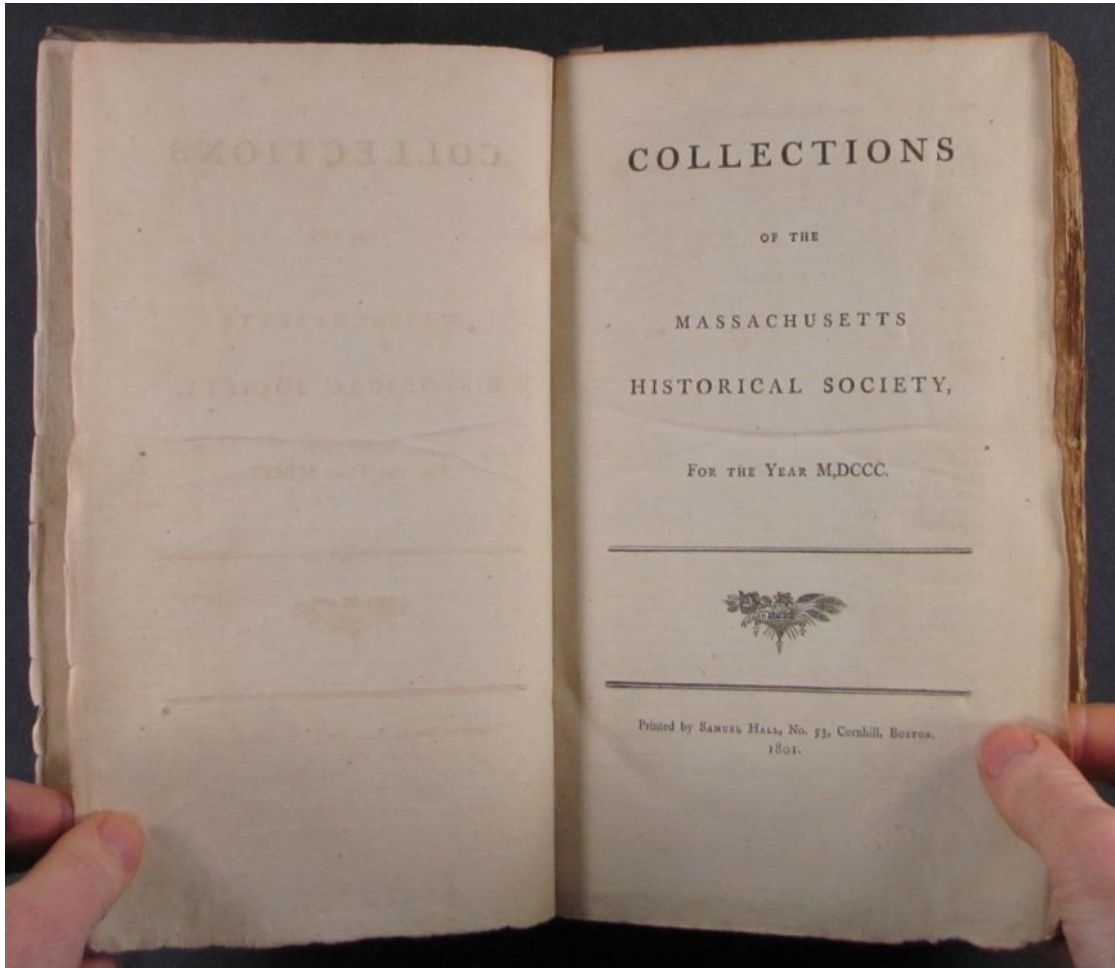 COLLECTIONS
OF THE
MASSACHUSETTS
HISTORICAL SOCIETY,
FOR THE YEAR M,DCCC.
Printed by SAMUEL HALL, No. 53, Cornhill, BOSTON.
1801.